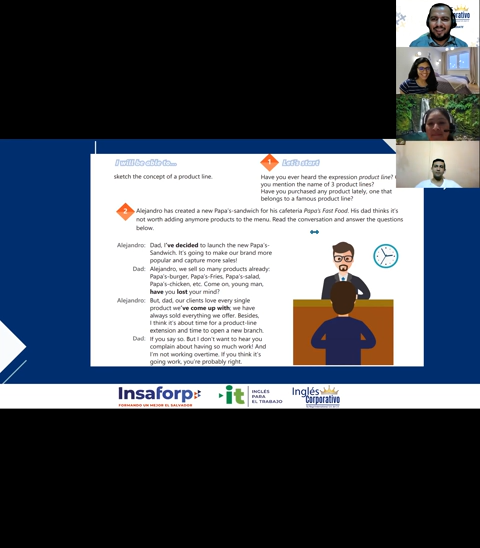 I will be able to...
sketch the concept of a product line.
1 Let's start
Have you ever heard the expression product line?
you mention the name of 3 product lines?
Have you purchased any product lately, one that
belongs to a famous product line?
2 Alejandro has created a new Papa's-sandwich for his cafeteria Papa's Fast Food. His dad thinks it's
not worth adding anymore products to the menu. Read the conversation and answer the questions
below.
Alejandro: Dad, I've decided to launch the new Papa's-
Sandwich. It's going to make our brand more
popular and capture more sales!
Dad: Alejandro, we sell so many products already:
Papa's-burger, Papa's-Fries, Papa's-salad,
Papa's-chicken, etc. Come on, young man,
have you lost your mind?
Alejandro: But, dad, our clients love every single
product we've come up with; we have
always sold everything we offer. Besides,
I think it's about time for a product-line
extension and time to open a new branch.
Dad: If you say so. But I don't want to hear you
complain about having so much work! And
I'm not working overtime. If you think it's
going work, you're probably right.
Insaforp
FORMANDO UN MEJOR EL SALVADOR
it INGLÉS
PARA
EL TRABAJO
Inglés
Corporativo